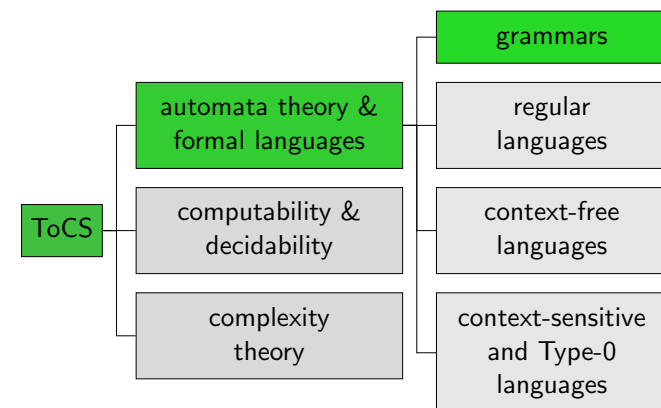 ToCS
automata theory &
formal languages
computability &
decidability
complexity
theory
grammars
regular
languages
context-free
languages
context-sensitive
and Type-0
languages